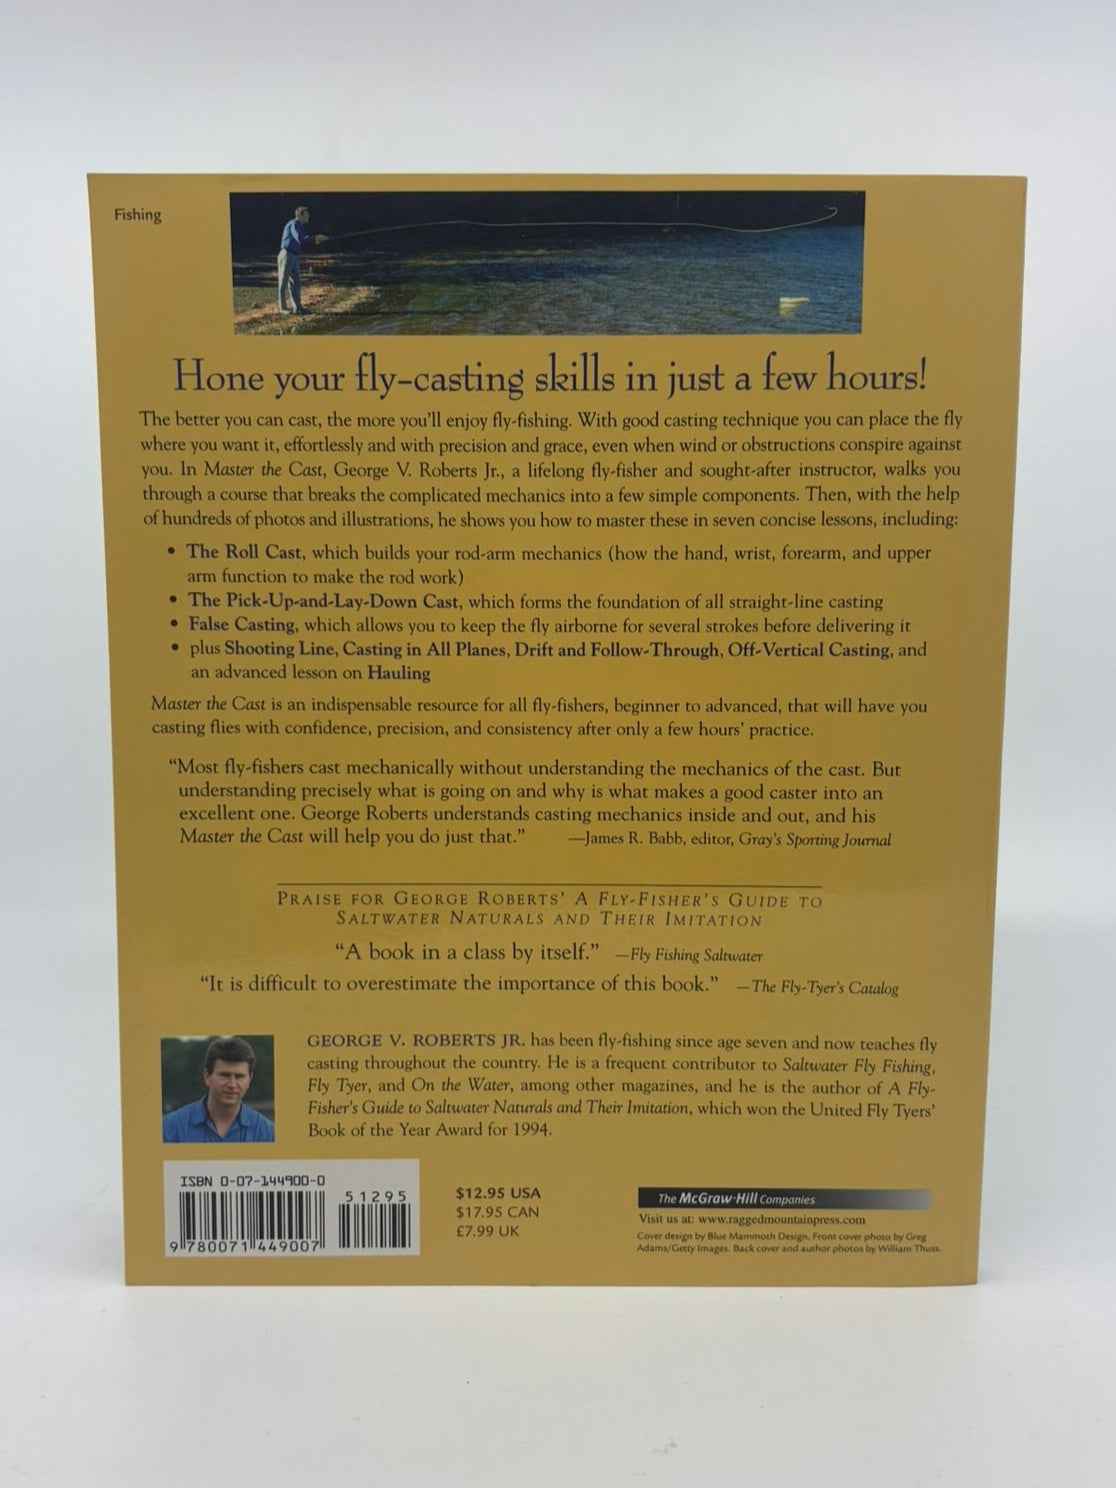 Fishing
Hone your fly-casting skills in just a few hours!
The better you can cast, the more you'll enjoy fly-fishing. With good casting technique you can place the fly
where you want it, effortlessly and with precision and grace, even when wind or obstructions conspire against
you. In Master the Cast, George V. Roberts Jr., a lifelong fly-fisher and sought-after instructor, walks you
through a course that breaks the complicated mechanics into a few simple components. Then, with the help
of hundreds of photos and illustrations, he shows you how to master these in seven concise lessons, including:
• The Roll Cast, which builds your rod-arm mechanics (how the hand, wrist, forearm, and upper
arm function to make the rod work)
• The Pick-Up-and-Lay-Down Cast, which forms the foundation of all straight-line casting
• False Casting, which allows you to keep the fly airborne for several strokes before delivering it
• plus Shooting Line, Casting in All Planes, Drift and Follow-Through, Off-Vertical Casting, and
an advanced lesson on Hauling
Master the Cast is an indispensable resource for all fly-fishers, beginner to advanced, that will have you
casting flies with confidence, precision, and consistency after only a few hours' practice.
“Most fly-fishers cast mechanically without understanding the mechanics of the cast. But
understanding precisely what is going on and why is what makes a good caster into an
excellent one. George Roberts understands casting mechanics inside and out, and his
Master the Cast will help you do just that.” —James R. Babb, editor, Gray's Sporting Journal
PRAISE FOR GEORGE ROBERTS' A FLY-FISHER'S GUIDE TO
SALTWATER NATURALS AND THEIR IMITATION
“A book in a class by itself.” —Fly Fishing Saltwater
“It is difficult to overestimate the importance of this book.” —The Fly-Tyer's Catalog
GEORGE V. ROBERTS JR. has been fly-fishing since age seven and now teaches fly
casting throughout the country. He is a frequent contributor to Saltwater Fly Fishing,
Fly Tyer, and On the Water, among other magazines, and he is the author of A Fly-
Fisher's Guide to Saltwater Naturals and Their Imitation, which won the United Fly Tyers'
Book of the Year Award for 1994.
ISBN 0-07-144900-0
51295
9 780071 449007
$12.95 USA
$17.95 CAN
£7.99 UK
The McGraw-Hill Companies
Visit us at: www.raggedmountainpress.com
Cover design by Blue Mammoth Design. Front cover photo by Greg
Adams/Getty Images. Back cover and author photos by William Thuss.